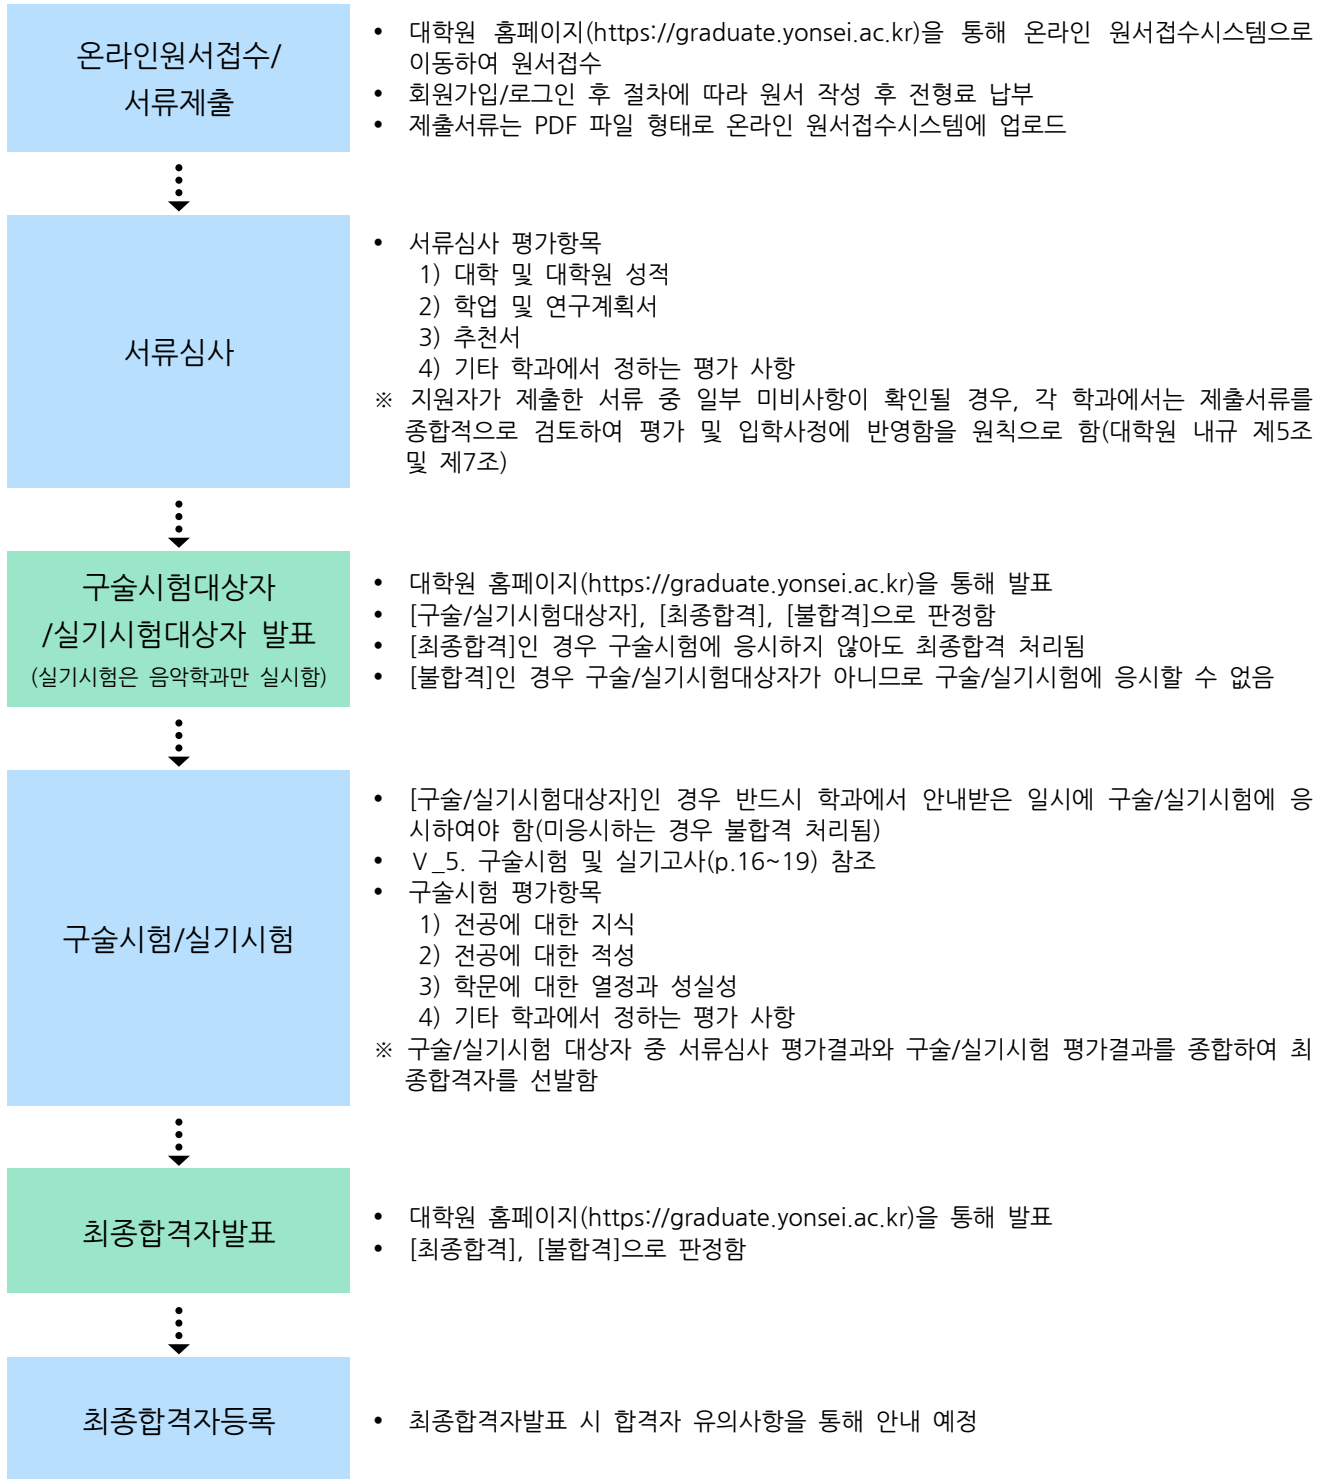 온라인원서접수/
서류제출
• 대학원 홈페이지(https://graduate.yonsei.ac.kr)을 통해 온라인 원서접수시스템으로
이동하여 원서접수
• 회원가입/로그인 후 절차에 따라 원서 작성 후 전형료 납부
• 제출서류는 PDF 파일 형태로 온라인 원서접수시스템에 업로드
서류심사
• 서류심사 평가항목
1) 대학 및 대학원 성적
2) 학업 및 연구계획서
3) 추천서
4) 기타 학과에서 정하는 평가 사항
※ 지원자가 제출한 서류 중 일부 미비사항이 확인될 경우, 각 학과에서는 제출서류를
종합적으로 검토하여 평가 및 입학사정에 반영함을 원칙으로 함(대학원 내규 제5조
및 제7조)
구술시험대상자
/실기시험대상자 발표
(실기시험은 음악학과만 실시함)
• 대학원 홈페이지(https://graduate.yonsei.ac.kr)을 통해 발표
• [구술/실기시험대상자], [최종합격], [불합격]으로 판정함
• [최종합격]인 경우 구술시험에 응시하지 않아도 최종합격 처리됨
• [불합격]인 경우 구술/실기시험대상자가 아니므로 구술/실기시험에 응시할 수 없음
구술시험/실기시험
• [구술/실기시험대상자]인 경우 반드시 학과에서 안내받은 일시에 구술/실기시험에 응
시하여야 함(미응시하는 경우 불합격 처리됨)
• Ⅴ_5. 구술시험 및 실기고사(p.16~19) 참조
• 구술시험 평가항목
1) 전공에 대한 지식
2) 전공에 대한 적성
3) 학문에 대한 열정과 성실성
4) 기타 학과에서 정하는 평가 사항
※ 구술/실기시험 대상자 중 서류심사 평가결과와 구술/실기시험 평가결과를 종합하여 최
종합격자를 선발함
최종합격자발표
• 대학원 홈페이지(https://graduate.yonsei.ac.kr)을 통해 발표
• [최종합격], [불합격]으로 판정함
최종합격자등록
• 최종합격자발표 시 합격자 유의사항을 통해 안내 예정